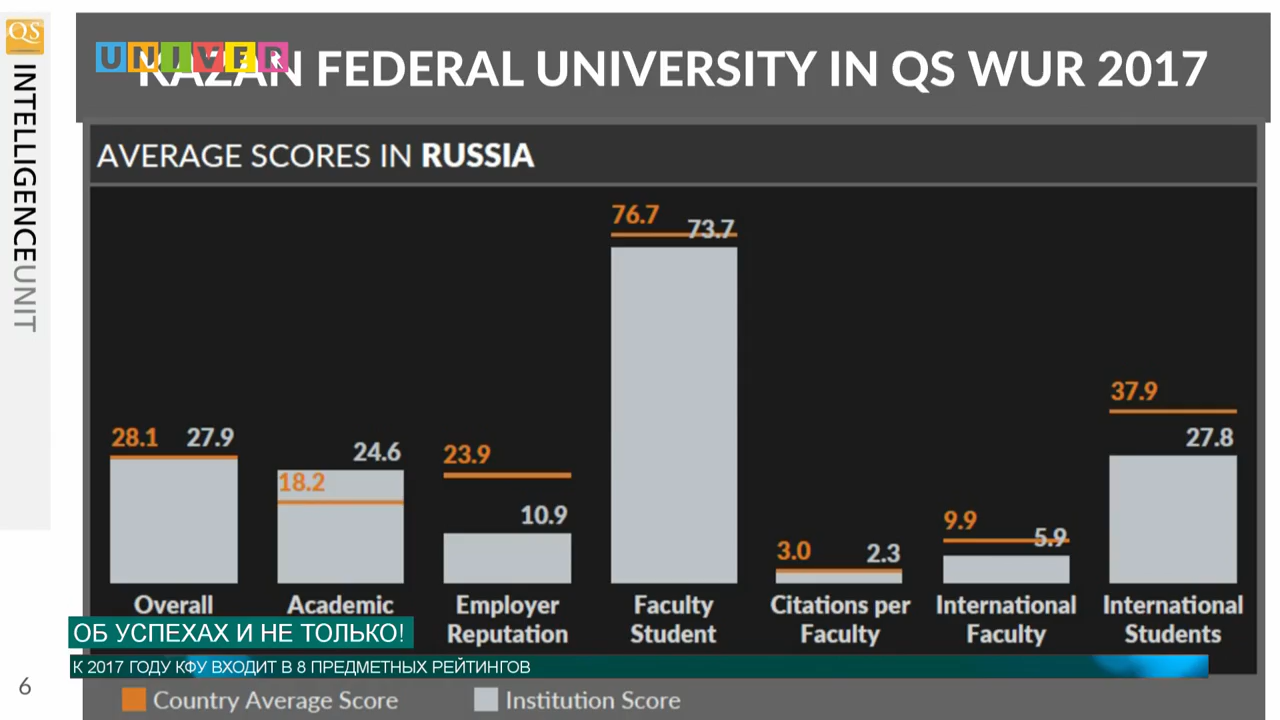 QS
INTELLIGENCEUNIT
UNIVER
KAZAN FEDERAL UNIVERSITY IN QS WUR 2017
AVERAGE SCORES IN RUSSIA
28.1 27.9
18.2 24.6
23.9 10.9
76.7 73.7
3.0 2.3
9.9 5.9
37.9 27.8
Overall
Academic
Employer
Reputation
Faculty
Student
Citations per
Faculty
International
Faculty
International
Students
ОБ УСПЕХАХ И НЕ ТОЛЬКО!
К 2017 ГОДУ КФУ ВХОДИТ В 8 ПРЕДМЕТНЫХ РЕЙТИНГОВ
6
Country Average Score
Institution Score